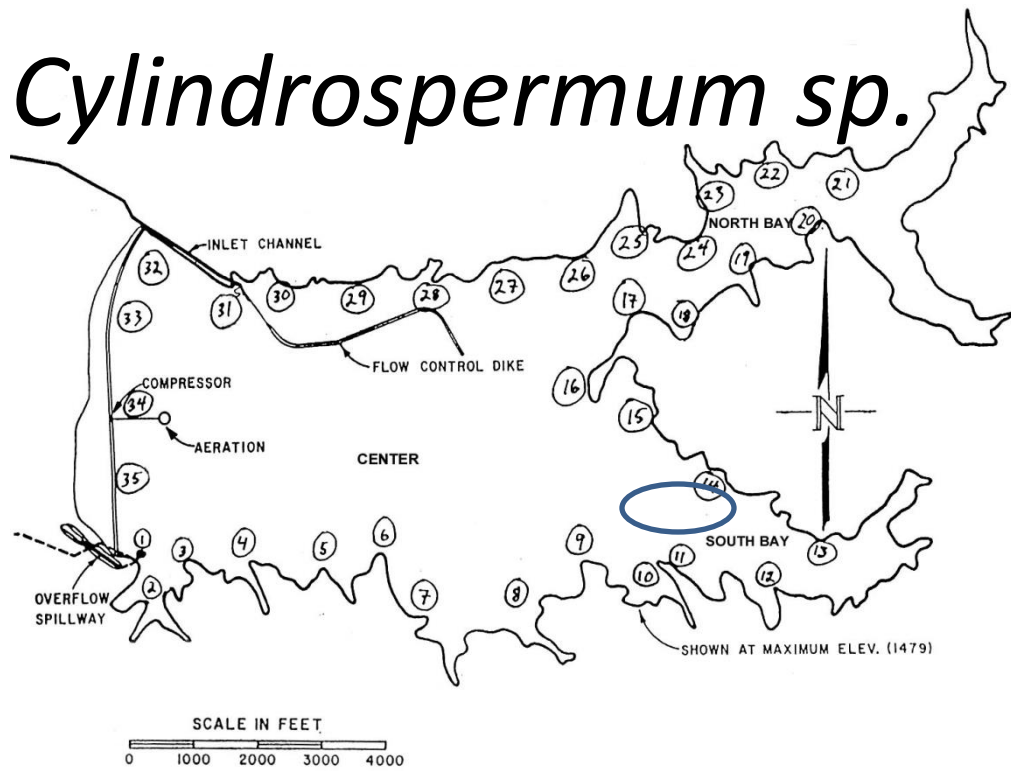 Cylindrospermum sp.
22
21
23
20
NORTH BAY
INLET CHANNEL
25
24
19
32
26
27
30
29
28
31
17
18
33
FLOW CONTROL DIKE
COMPRESSOR
16
34
15
AERATION
N
CENTER
35
14
1
6
9
SOUTH BAY
3
4
5
11
13
2
10
12
7
8
OVERFLOW
SPILLWAY
SHOWN AT MAXIMUM ELEV. (1479)
SCALE IN FEET
0 1000 2000 3000 4000